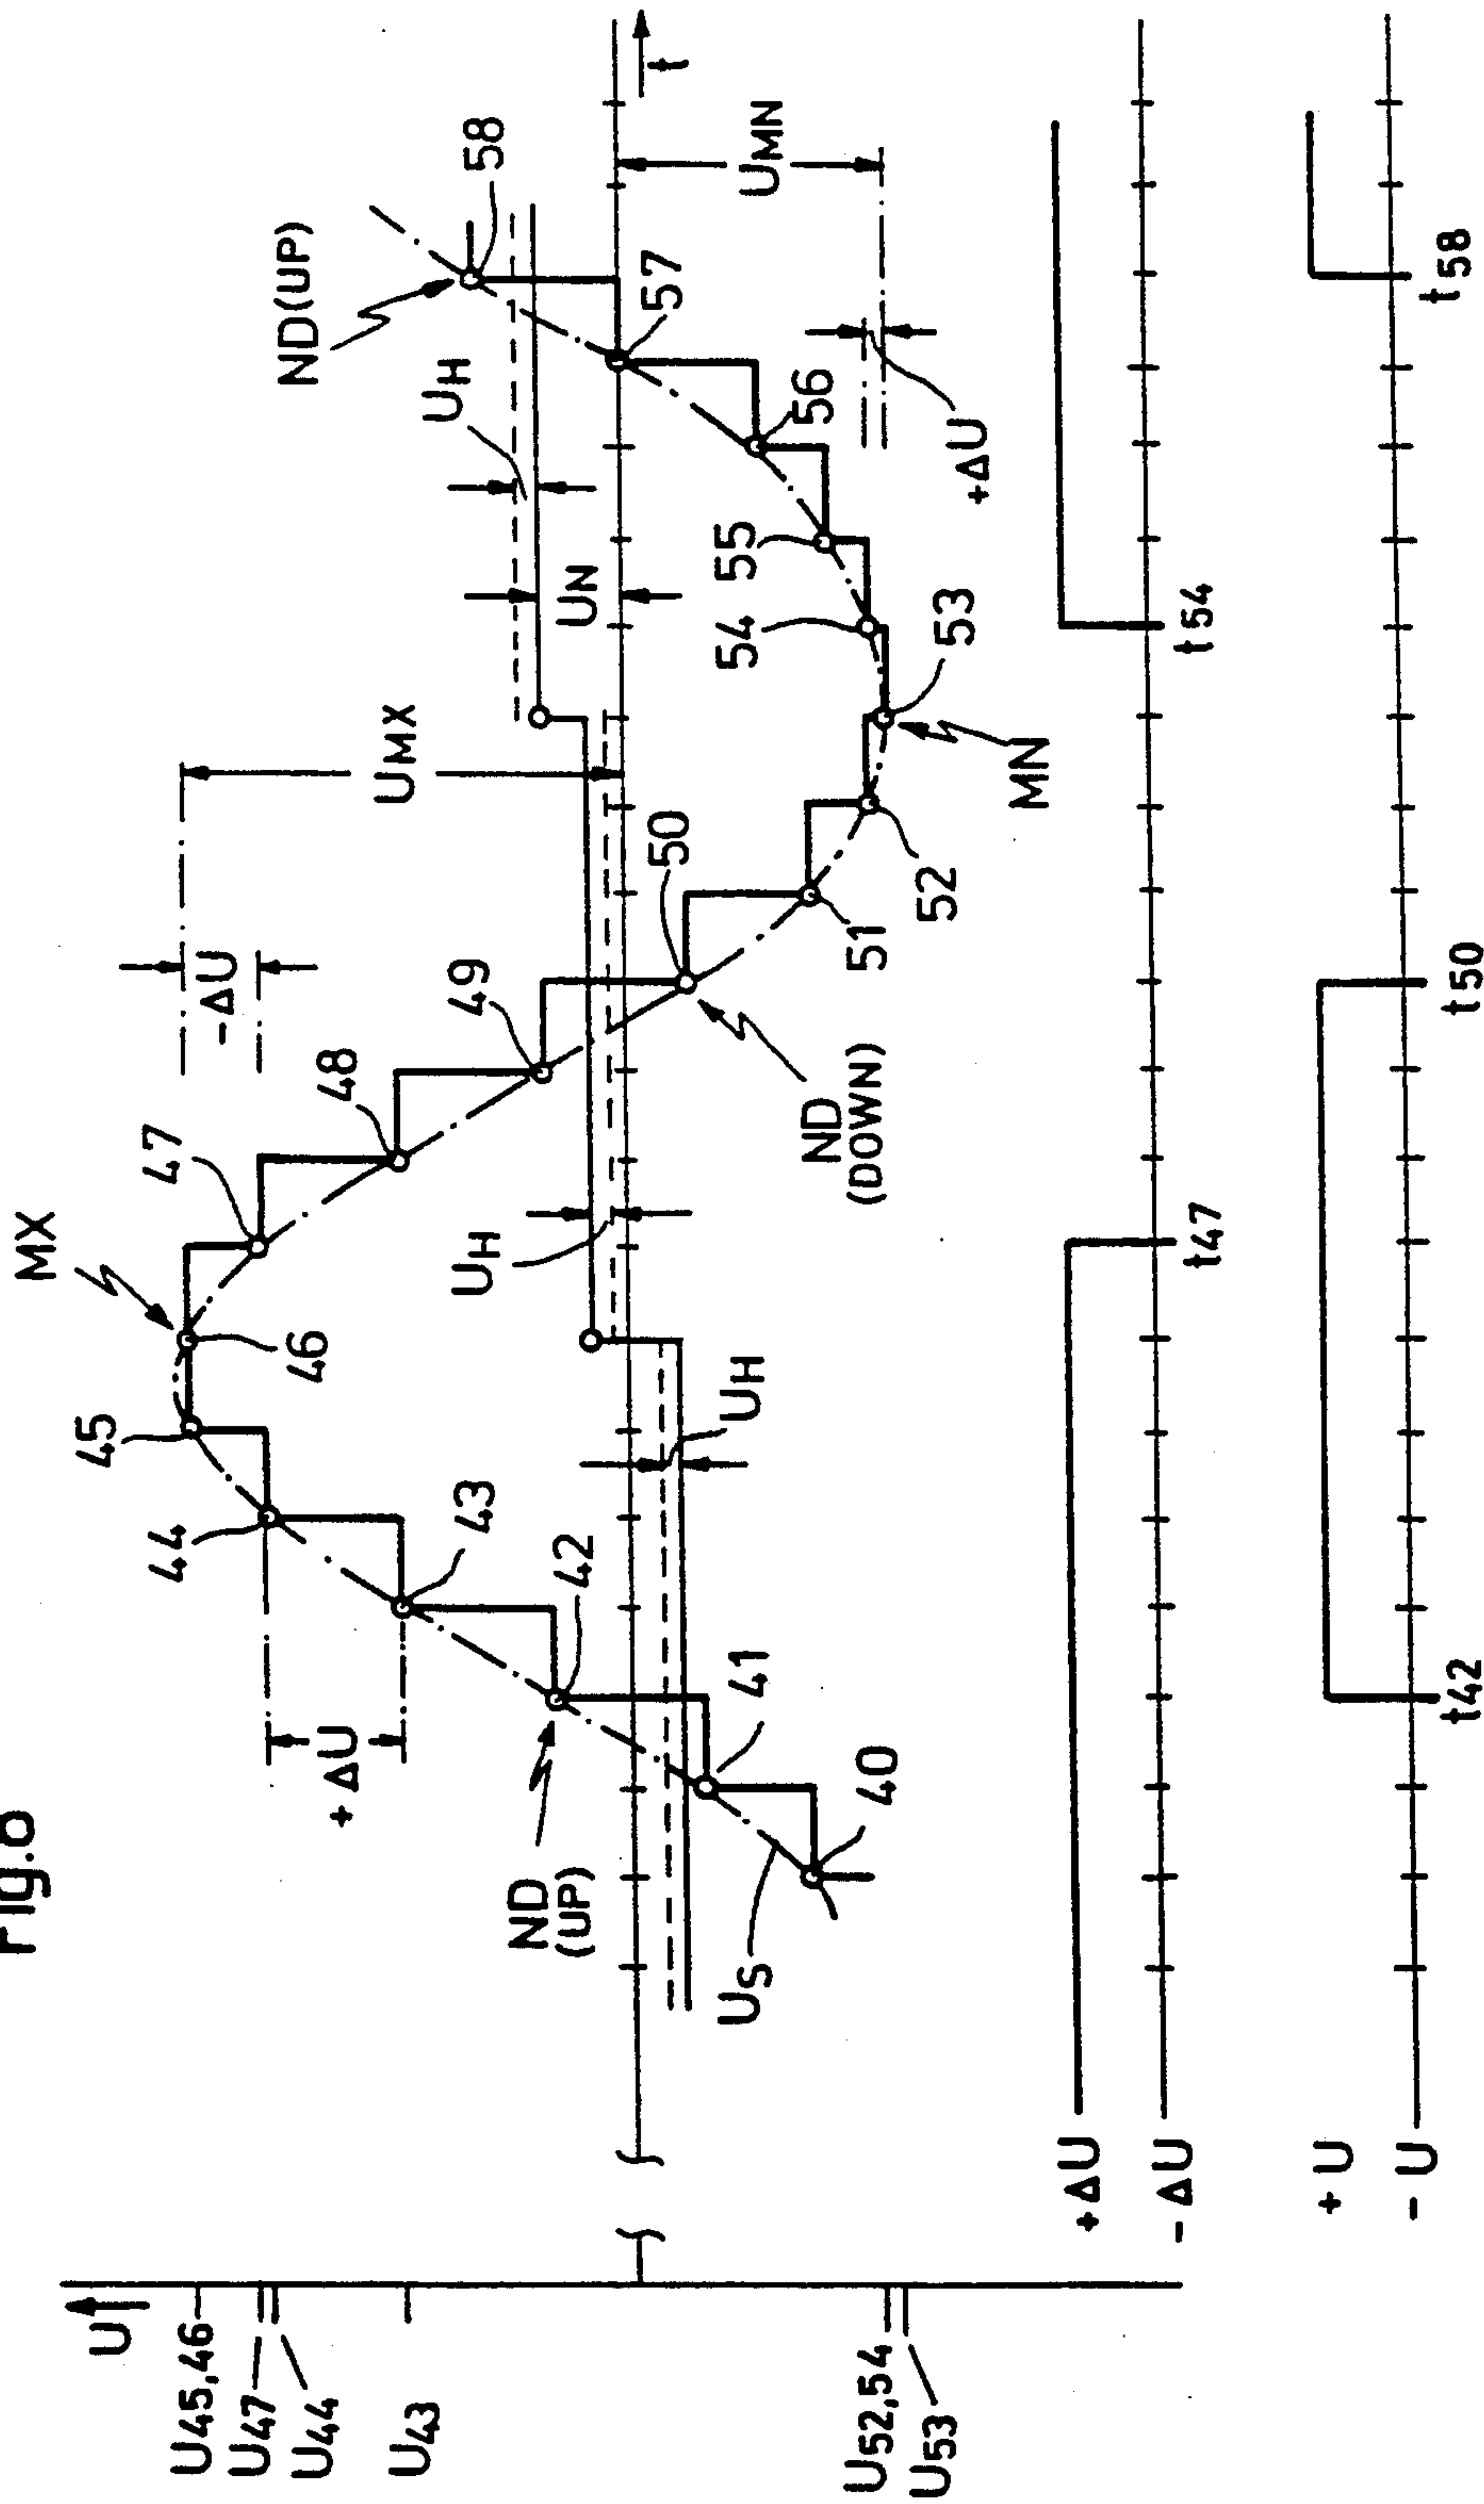 Fig.6
U
U45,46
U47
U44
U43
U52,54
U53
MX
45
46
47
44
+ΔU
43
48
-ΔU
49
UMX
ND(UP)
58
UH
ND
(UP)
42
UH
50
UN
57
t
41
UH
ND
(DOWN)
51
54
55
56
UMN
US
40
52
MN
53
+ΔU
+ΔU
-ΔU
t47
t54
+U
-U
t42
t50
t58